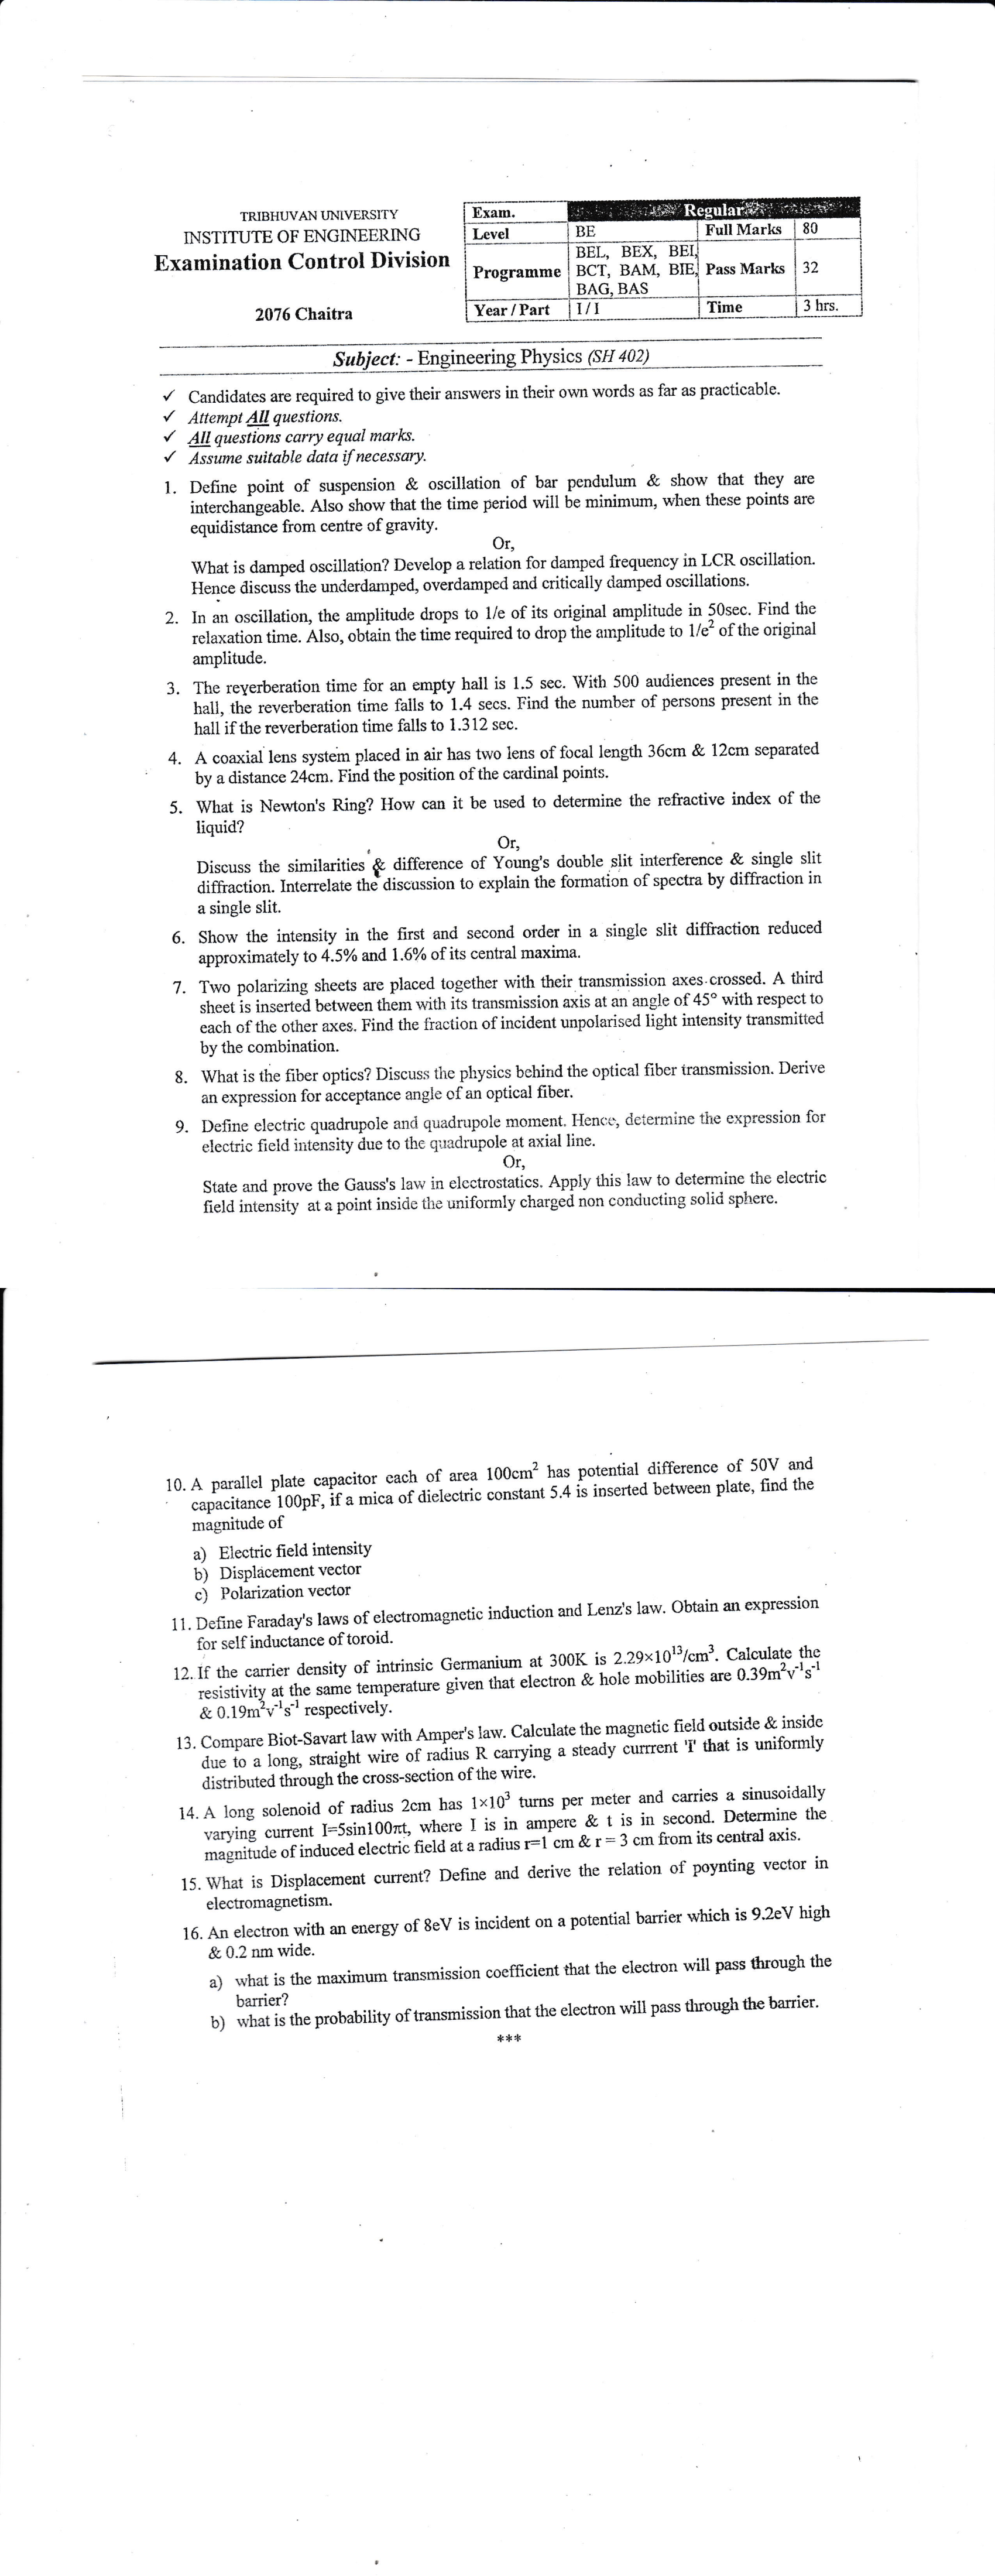 TRIBHUVAN UNIVERSITY
INSTITUTE OF ENGINEERING
Examination Control Division
2076 Chaitra
Exam. Regular
Level BE Full Marks 80
Programme BEL, BEX, BEI, BCT, BAM, BIE, BAG, BAS Pass Marks 32
Year / Part I / I Time 3 hrs.
Subject: - Engineering Physics (SH 402)
✓ Candidates are required to give their answers in their own words as far as practicable.
✓ Attempt All questions.
✓ All questions carry equal marks.
✓ Assume suitable data if necessary.
1. Define point of suspension & oscillation of bar pendulum & show that they are
interchangeable. Also show that the time period will be minimum, when these points are
equidistance from centre of gravity.
Or,
What is damped oscillation? Develop a relation for damped frequency in LCR oscillation.
Hence discuss the underdamped, overdamped and critically damped oscillations.
2. In an oscillation, the amplitude drops to 1/e of its original amplitude in 50sec. Find the
relaxation time. Also, obtain the time required to drop the amplitude to 1/e² of the original
amplitude.
3. The reverberation time for an empty hall is 1.5 sec. With 500 audiences present in the
hall, the reverberation time falls to 1.4 secs. Find the number of persons present in the
hall if the reverberation time falls to 1.312 sec.
4. A coaxial lens system placed in air has two lens of focal length 36cm & 12cm separated
by a distance 24cm. Find the position of the cardinal points.
5. What is Newton's Ring? How can it be used to determine the refractive index of the
liquid?
Or,
Discuss the similarities & difference of Young's double slit interference & single slit
diffraction. Interrelate the discussion to explain the formation of spectra by diffraction in
a single slit.
6. Show the intensity in the first and second order in a single slit diffraction reduced
approximately to 4.5% and 1.6% of its central maxima.
7. Two polarizing sheets are placed together with their transmission axes crossed. A third
sheet is inserted between them with its transmission axis at an angle of 45° with respect to
each of the other axes. Find the fraction of incident unpolarised light intensity transmitted
by the combination.
8. What is the fiber optics? Discuss the physics behind the optical fiber transmission. Derive
an expression for acceptance angle of an optical fiber.
9. Define electric quadrupole and quadrupole moment. Hence, determine the expression for
electric field intensity due to the quadrupole at axial line.
Or,
State and prove the Gauss's law in electrostatics. Apply this law to determine the electric
field intensity at a point inside the uniformly charged non conducting solid sphere.
10. A parallel plate capacitor each of area 100cm² has potential difference of 50V and
capacitance 100pF, if a mica of dielectric constant 5.4 is inserted between plate, find the
magnitude of
a) Electric field intensity
b) Displacement vector
c) Polarization vector
11. Define Faraday's laws of electromagnetic induction and Lenz's law. Obtain an expression
for self inductance of toroid.
12. If the carrier density of intrinsic Germanium at 300K is 2.29×10¹³/cm³. Calculate the
resistivity at the same temperature given that electron & hole mobilities are 0.39m²v⁻¹s⁻¹
& 0.19m²v⁻¹s⁻¹ respectively.
13. Compare Biot-Savart law with Amper's law. Calculate the magnetic field outside & inside
due to a long, straight wire of radius R carrying a steady currrent 'I' that is uniformly
distributed through the cross-section of the wire.
14. A long solenoid of radius 2cm has 1×10³ turns per meter and carries a sinusoidally
varying current I=5sin100πt, where I is in ampere & t is in second. Determine the
magnitude of induced electric field at a radius r=1 cm & r = 3 cm from its central axis.
15. What is Displacement current? Define and derive the relation of poynting vector in
electromagnetism.
16. An electron with an energy of 8eV is incident on a potential barrier which is 9.2eV high
& 0.2 nm wide.
a) what is the maximum transmission coefficient that the electron will pass through the
barrier?
b) what is the probability of transmission that the electron will pass through the barrier.
***